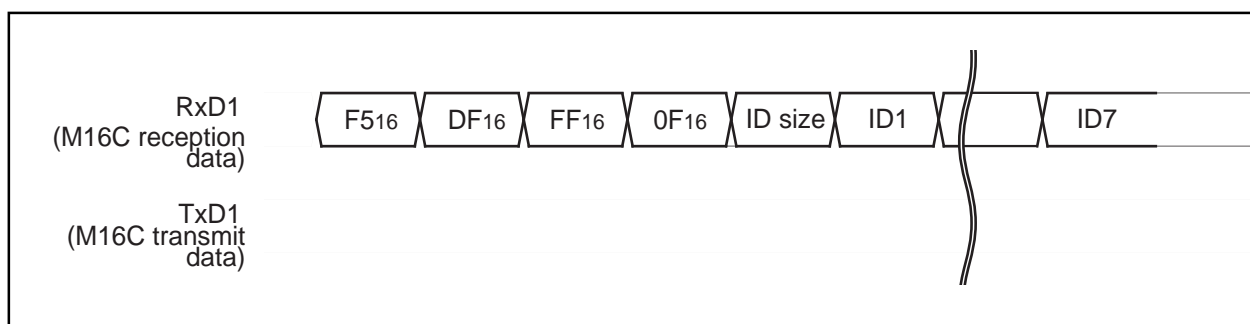 RxD1
(M16C reception
data)
F516 DF16 FF16 0F16 ID size ID1 ID7
TxD1
(M16C transmit
data)